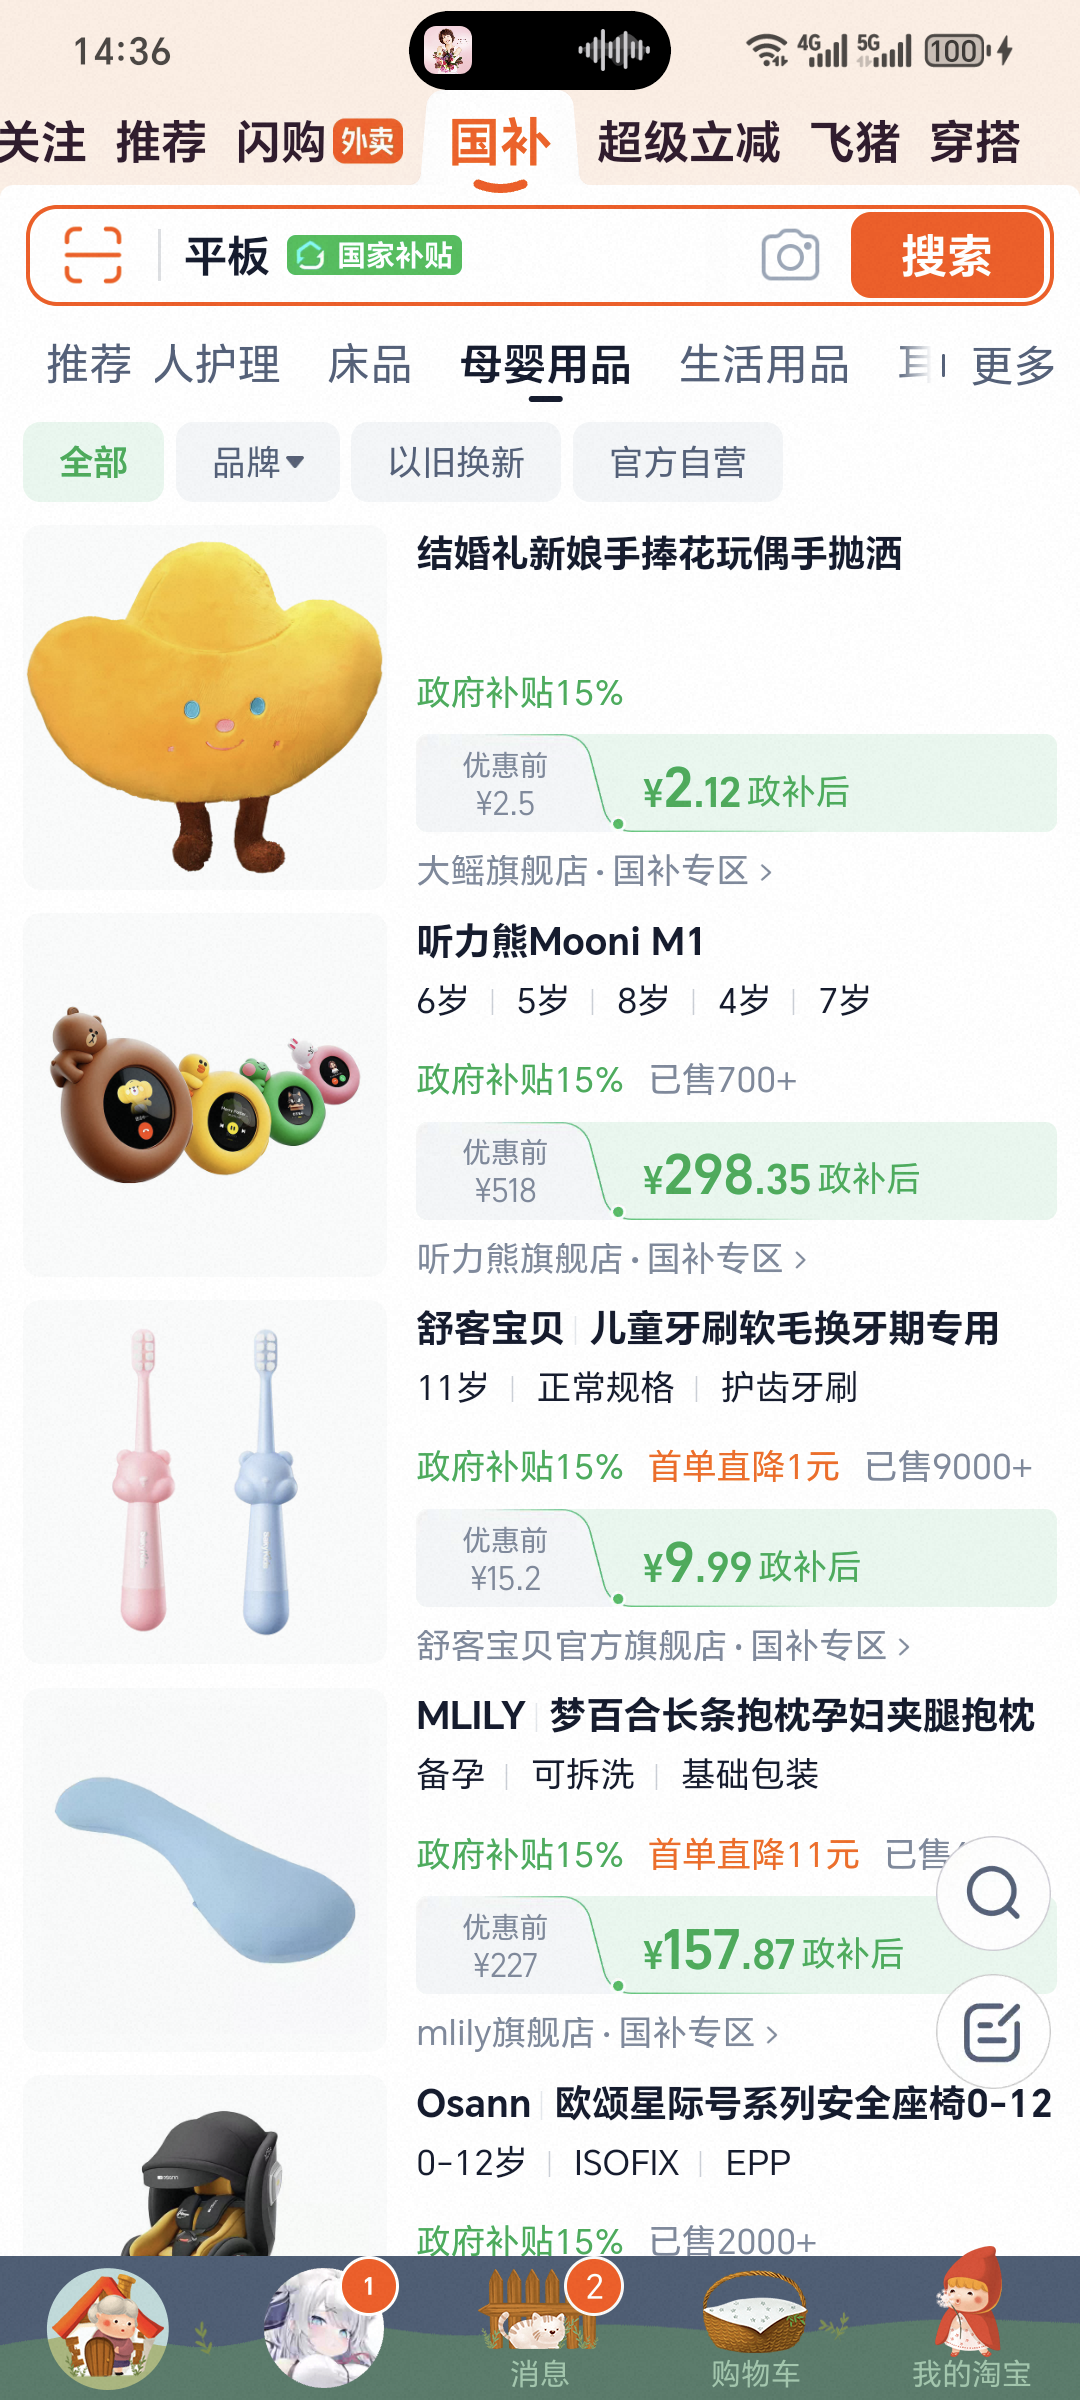 14:36
4G 5G 100
关注 推荐 闪购 外卖 国补 超级立减 飞猪 穿搭
平板 国家补贴 搜索
推荐 人护理 床品 母婴用品 生活用品 更多
全部 品牌 以旧换新 官方自营
结婚礼新娘手捧花玩偶手抛洒
政府补贴15%
优惠前
¥2.5
¥2.12 政补后
大鳐旗舰店·国补专区 >
听力熊Mooni M1
6岁 | 5岁 | 8岁 | 4岁 | 7岁
政府补贴15% 已售700+
优惠前
¥518
¥298.35 政补后
听力熊旗舰店·国补专区 >
舒客宝贝 | 儿童牙刷软毛换牙期专用
11岁 | 正常规格 | 护齿牙刷
政府补贴15% 首单直降1元 已售9000+
优惠前
¥15.2
¥9.99 政补后
舒客宝贝官方旗舰店·国补专区 >
MLILY | 梦百合长条抱枕孕妇夹腿抱枕
备孕 | 可拆洗 | 基础包装
政府补贴15% 首单直降11元 已售
优惠前
¥227
¥157.87 政补后
mlily旗舰店·国补专区 >
Osann | 欧颂星际号系列安全座椅0-12
0-12岁 | ISOFIX | EPP
政府补贴15% 已售2000+
1 2
消息 购物车 我的淘宝